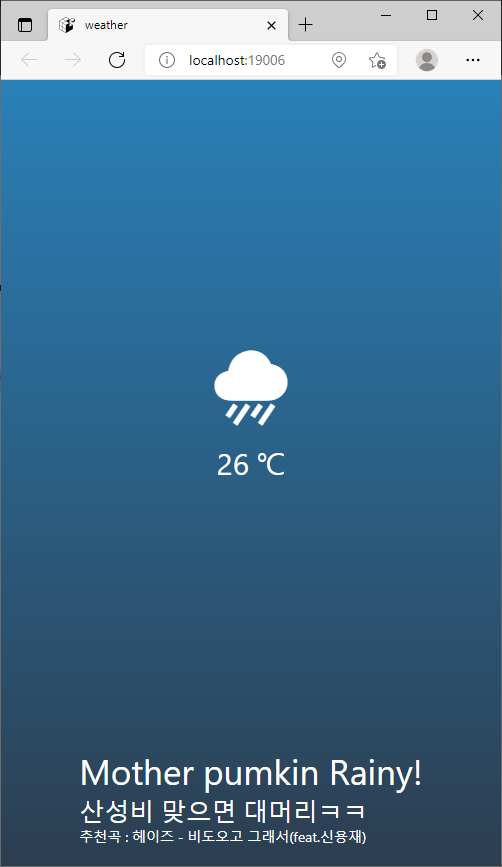 weather
localhost:19006
26 ℃
Mother pumkin Rainy!
산성비 맞으면 대머리ㅋㅋ
추천곡 : 헤이즈 - 비도오고 그래서(feat.신용재)